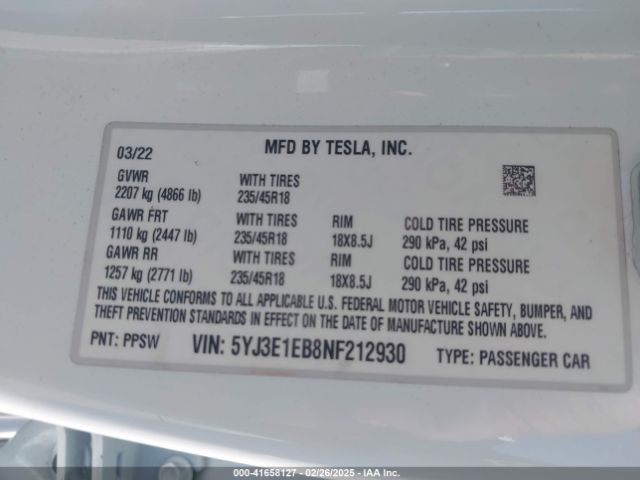 03/22 MFD BY TESLA, INC.
GVWR
2207 kg (4866 lb) WITH TIRES 235/45R18
GAWR FRT WITH TIRES RIM COLD TIRE PRESSURE
1110 kg (2447 lb) 235/45R18 18X8.5J 290 kPa, 42 psi
GAWR RR WITH TIRES RIM COLD TIRE PRESSURE
1257 kg (2771 lb) 235/45R18 18X8.5J 290 kPa, 42 psi
THIS VEHICLE CONFORMS TO ALL APPLICABLE U.S. FEDERAL MOTOR VEHICLE SAFETY, BUMPER, AND
THEFT PREVENTION STANDARDS IN EFFECT ON THE DATE OF MANUFACTURE SHOWN ABOVE.
PNT: PPSW VIN: 5YJ3E1EB8NF212930 TYPE: PASSENGER CAR
000-41658127 - 02/26/2025 - IAAI, Inc.